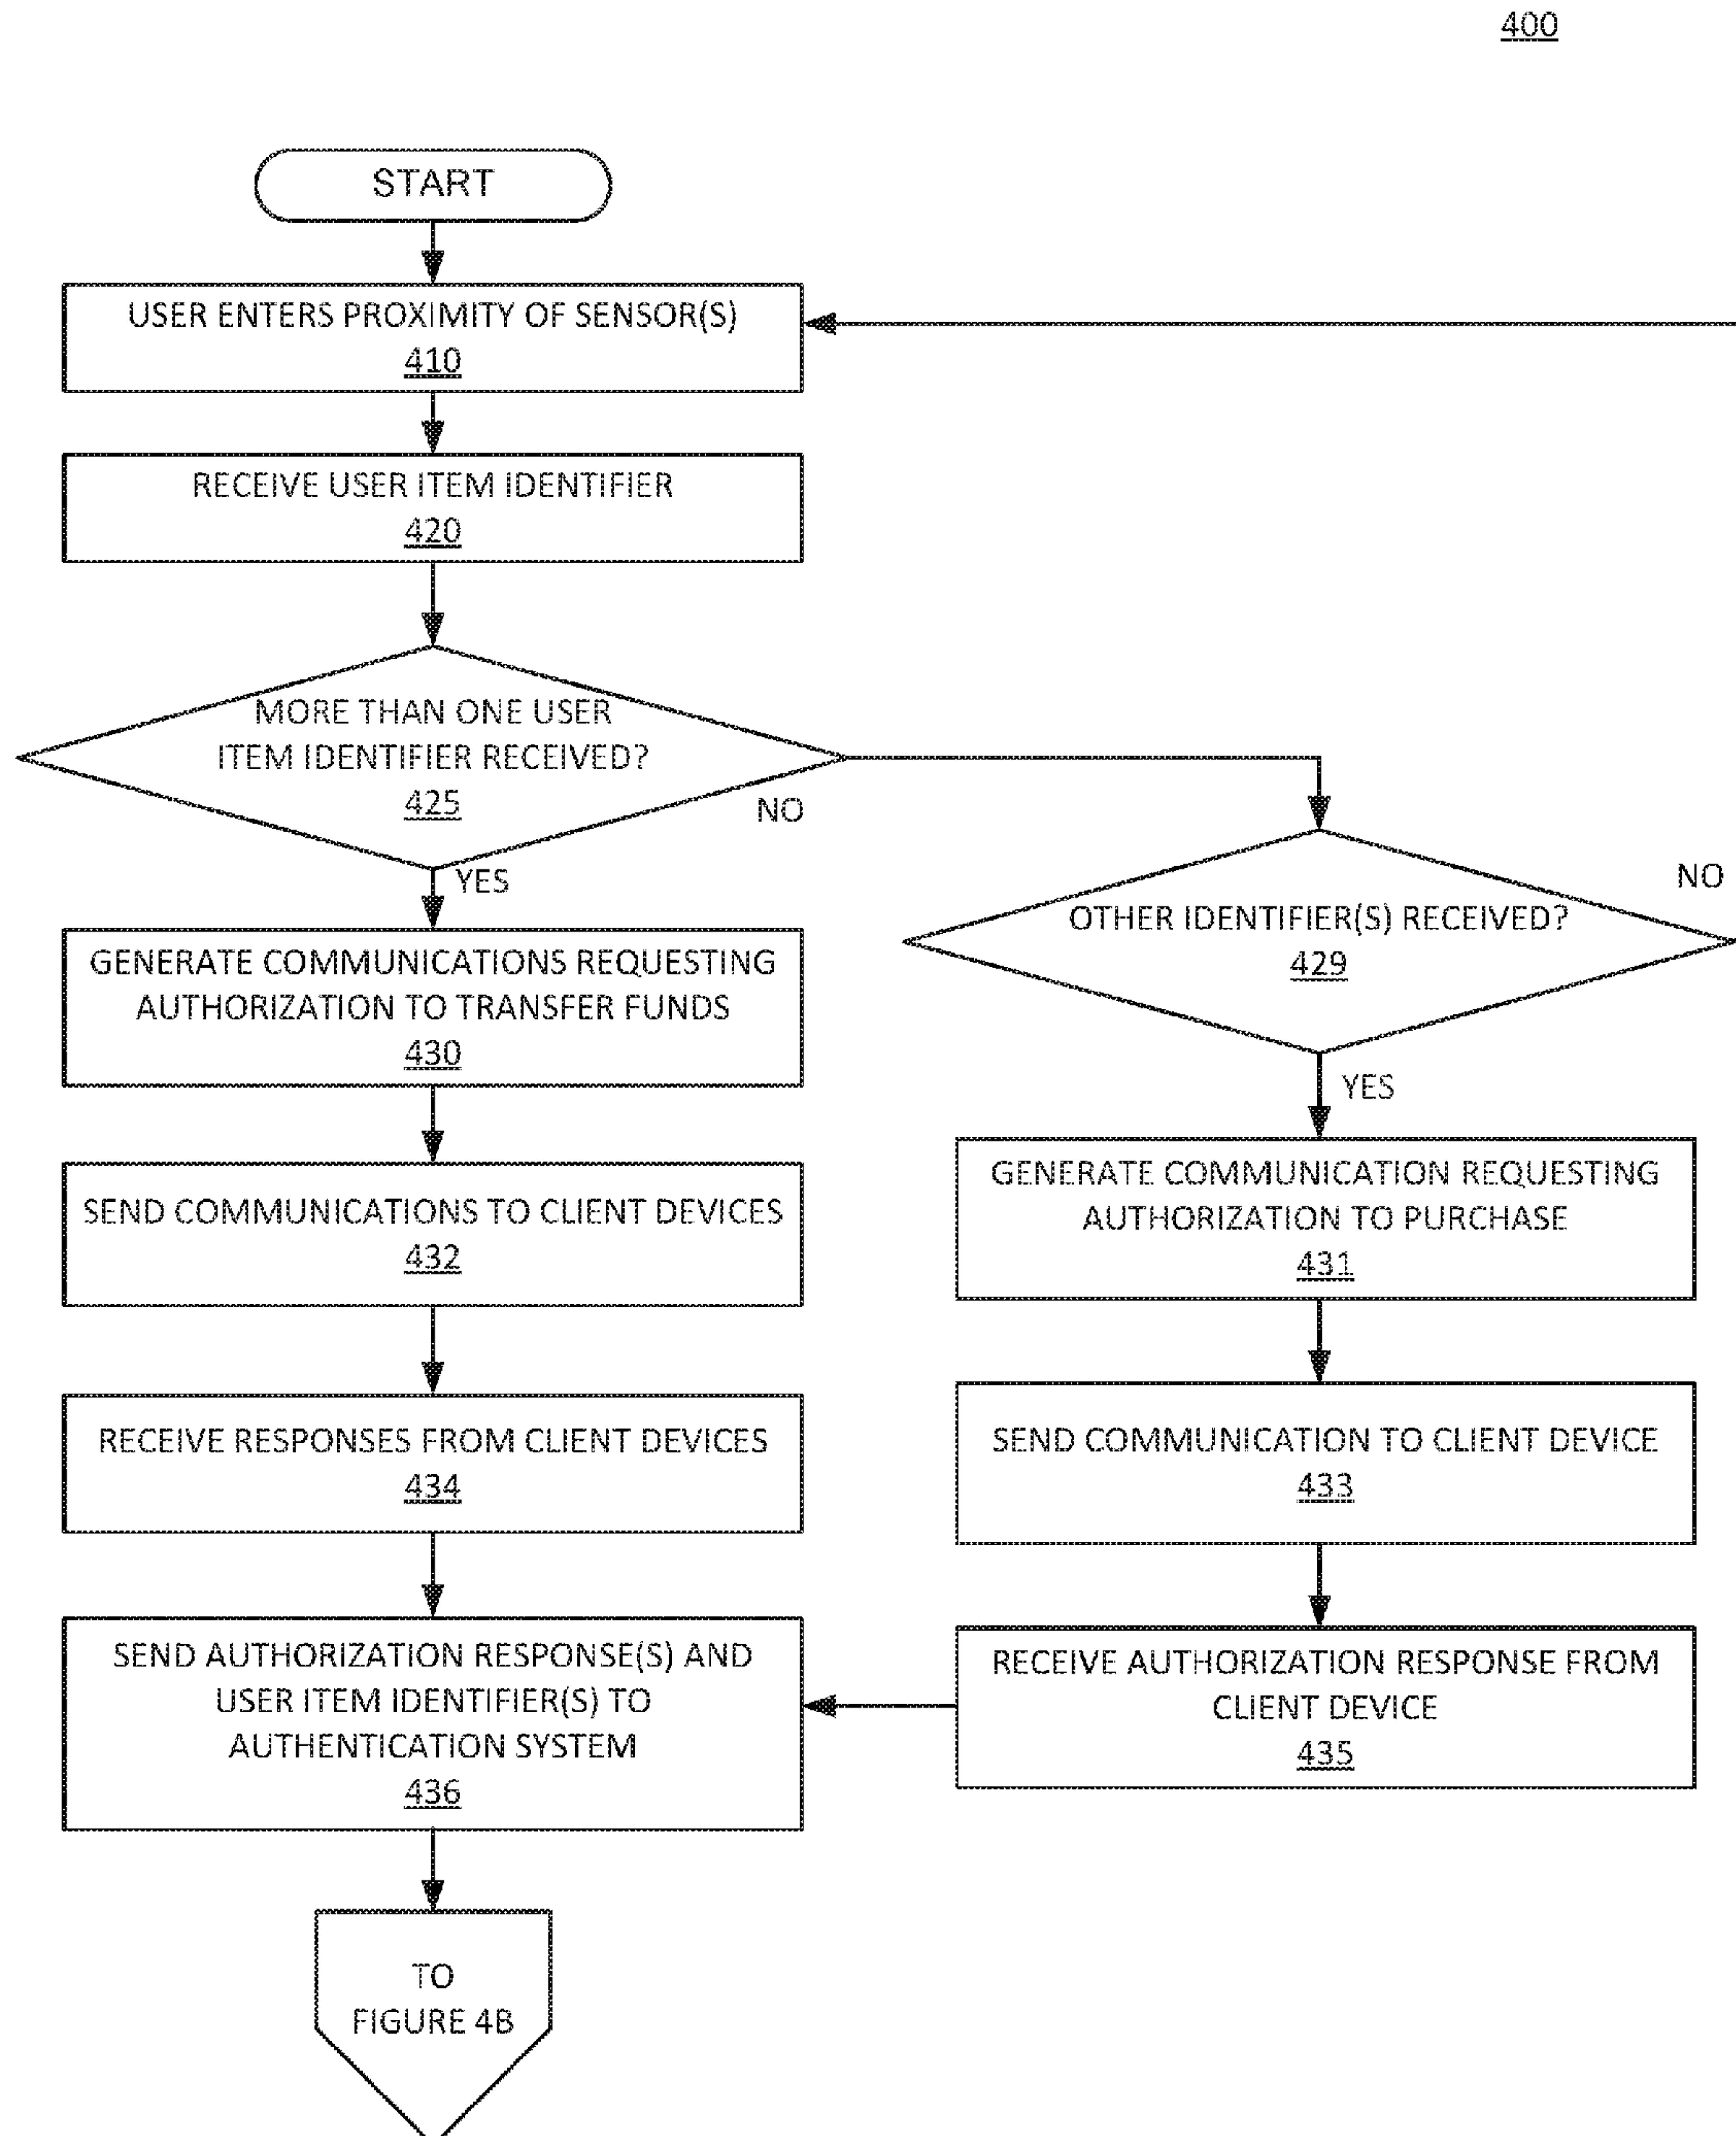 400
START
USER ENTERS PROXIMITY OF SENSOR(S)
410
RECEIVE USER ITEM IDENTIFIER
420
MORE THAN ONE USER
ITEM IDENTIFIER RECEIVED?
425
NO
YES
OTHER IDENTIFIER(S) RECEIVED?
429
NO
YES
GENERATE COMMUNICATIONS REQUESTING
AUTHORIZATION TO TRANSFER FUNDS
430
GENERATE COMMUNICATION REQUESTING
AUTHORIZATION TO PURCHASE
431
SEND COMMUNICATIONS TO CLIENT DEVICES
432
SEND COMMUNICATION TO CLIENT DEVICE
433
RECEIVE RESPONSES FROM CLIENT DEVICES
434
RECEIVE AUTHORIZATION RESPONSE FROM
CLIENT DEVICE
435
SEND AUTHORIZATION RESPONSE(S) AND
USER ITEM IDENTIFIER(S) TO
AUTHENTICATION SYSTEM
436
TO
FIGURE 4B